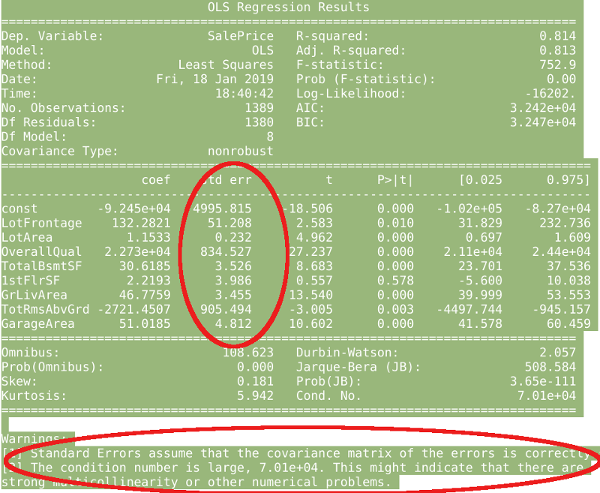 OLS Regression Results
==============================================================================
Dep. Variable: SalePrice R-squared: 0.814
Model: OLS Adj. R-squared: 0.813
Method: Least Squares F-statistic: 752.9
Date: Fri, 18 Jan 2019 Prob (F-statistic): 0.00
Time: 18:40:42 Log-Likelihood: -16202.
No. Observations: 1389 AIC: 3.242e+04
Df Residuals: 1380 BIC: 3.247e+04
Df Model: 8
Covariance Type: nonrobust
==============================================================================
coef std err t P>|t| [0.025 0.975]
------------------------------------------------------------------------------
const -9.245e+04 4995.815 -18.506 0.000 -1.02e+05 -8.27e+04
LotFrontage 132.2821 51.208 2.583 0.010 31.829 232.736
LotArea 1.1533 0.232 4.962 0.000 0.697 1.609
OverallQual 2.273e+04 834.527 27.237 0.000 2.11e+04 2.44e+04
TotalBsmtSF 30.6185 3.526 8.683 0.000 23.701 37.536
1stFlrSF 2.2193 3.986 0.557 0.578 -5.600 10.038
GrLivArea 46.7759 3.455 13.540 0.000 39.999 53.553
TotRmsAbvGrd -2721.4507 905.494 -3.005 0.003 -4497.744 -945.157
GarageArea 51.0185 4.812 10.602 0.000 41.578 60.459
==============================================================================
Omnibus: 108.623 Durbin-Watson: 2.057
Prob(Omnibus): 0.000 Jarque-Bera (JB): 508.584
Skew: 0.181 Prob(JB): 3.65e-111
Kurtosis: 5.942 Cond. No. 7.01e+04
==============================================================================
Warnings:
[1] Standard Errors assume that the covariance matrix of the errors is correctly
[2] The condition number is large, 7.01e+04. This might indicate that there are
strong multicollinearity or other numerical problems.